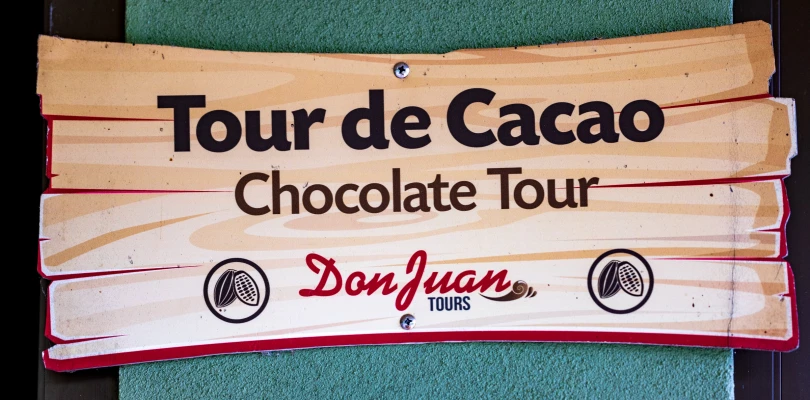 Tour de Cacao
Chocolate Tour
Don Juan
TOURS